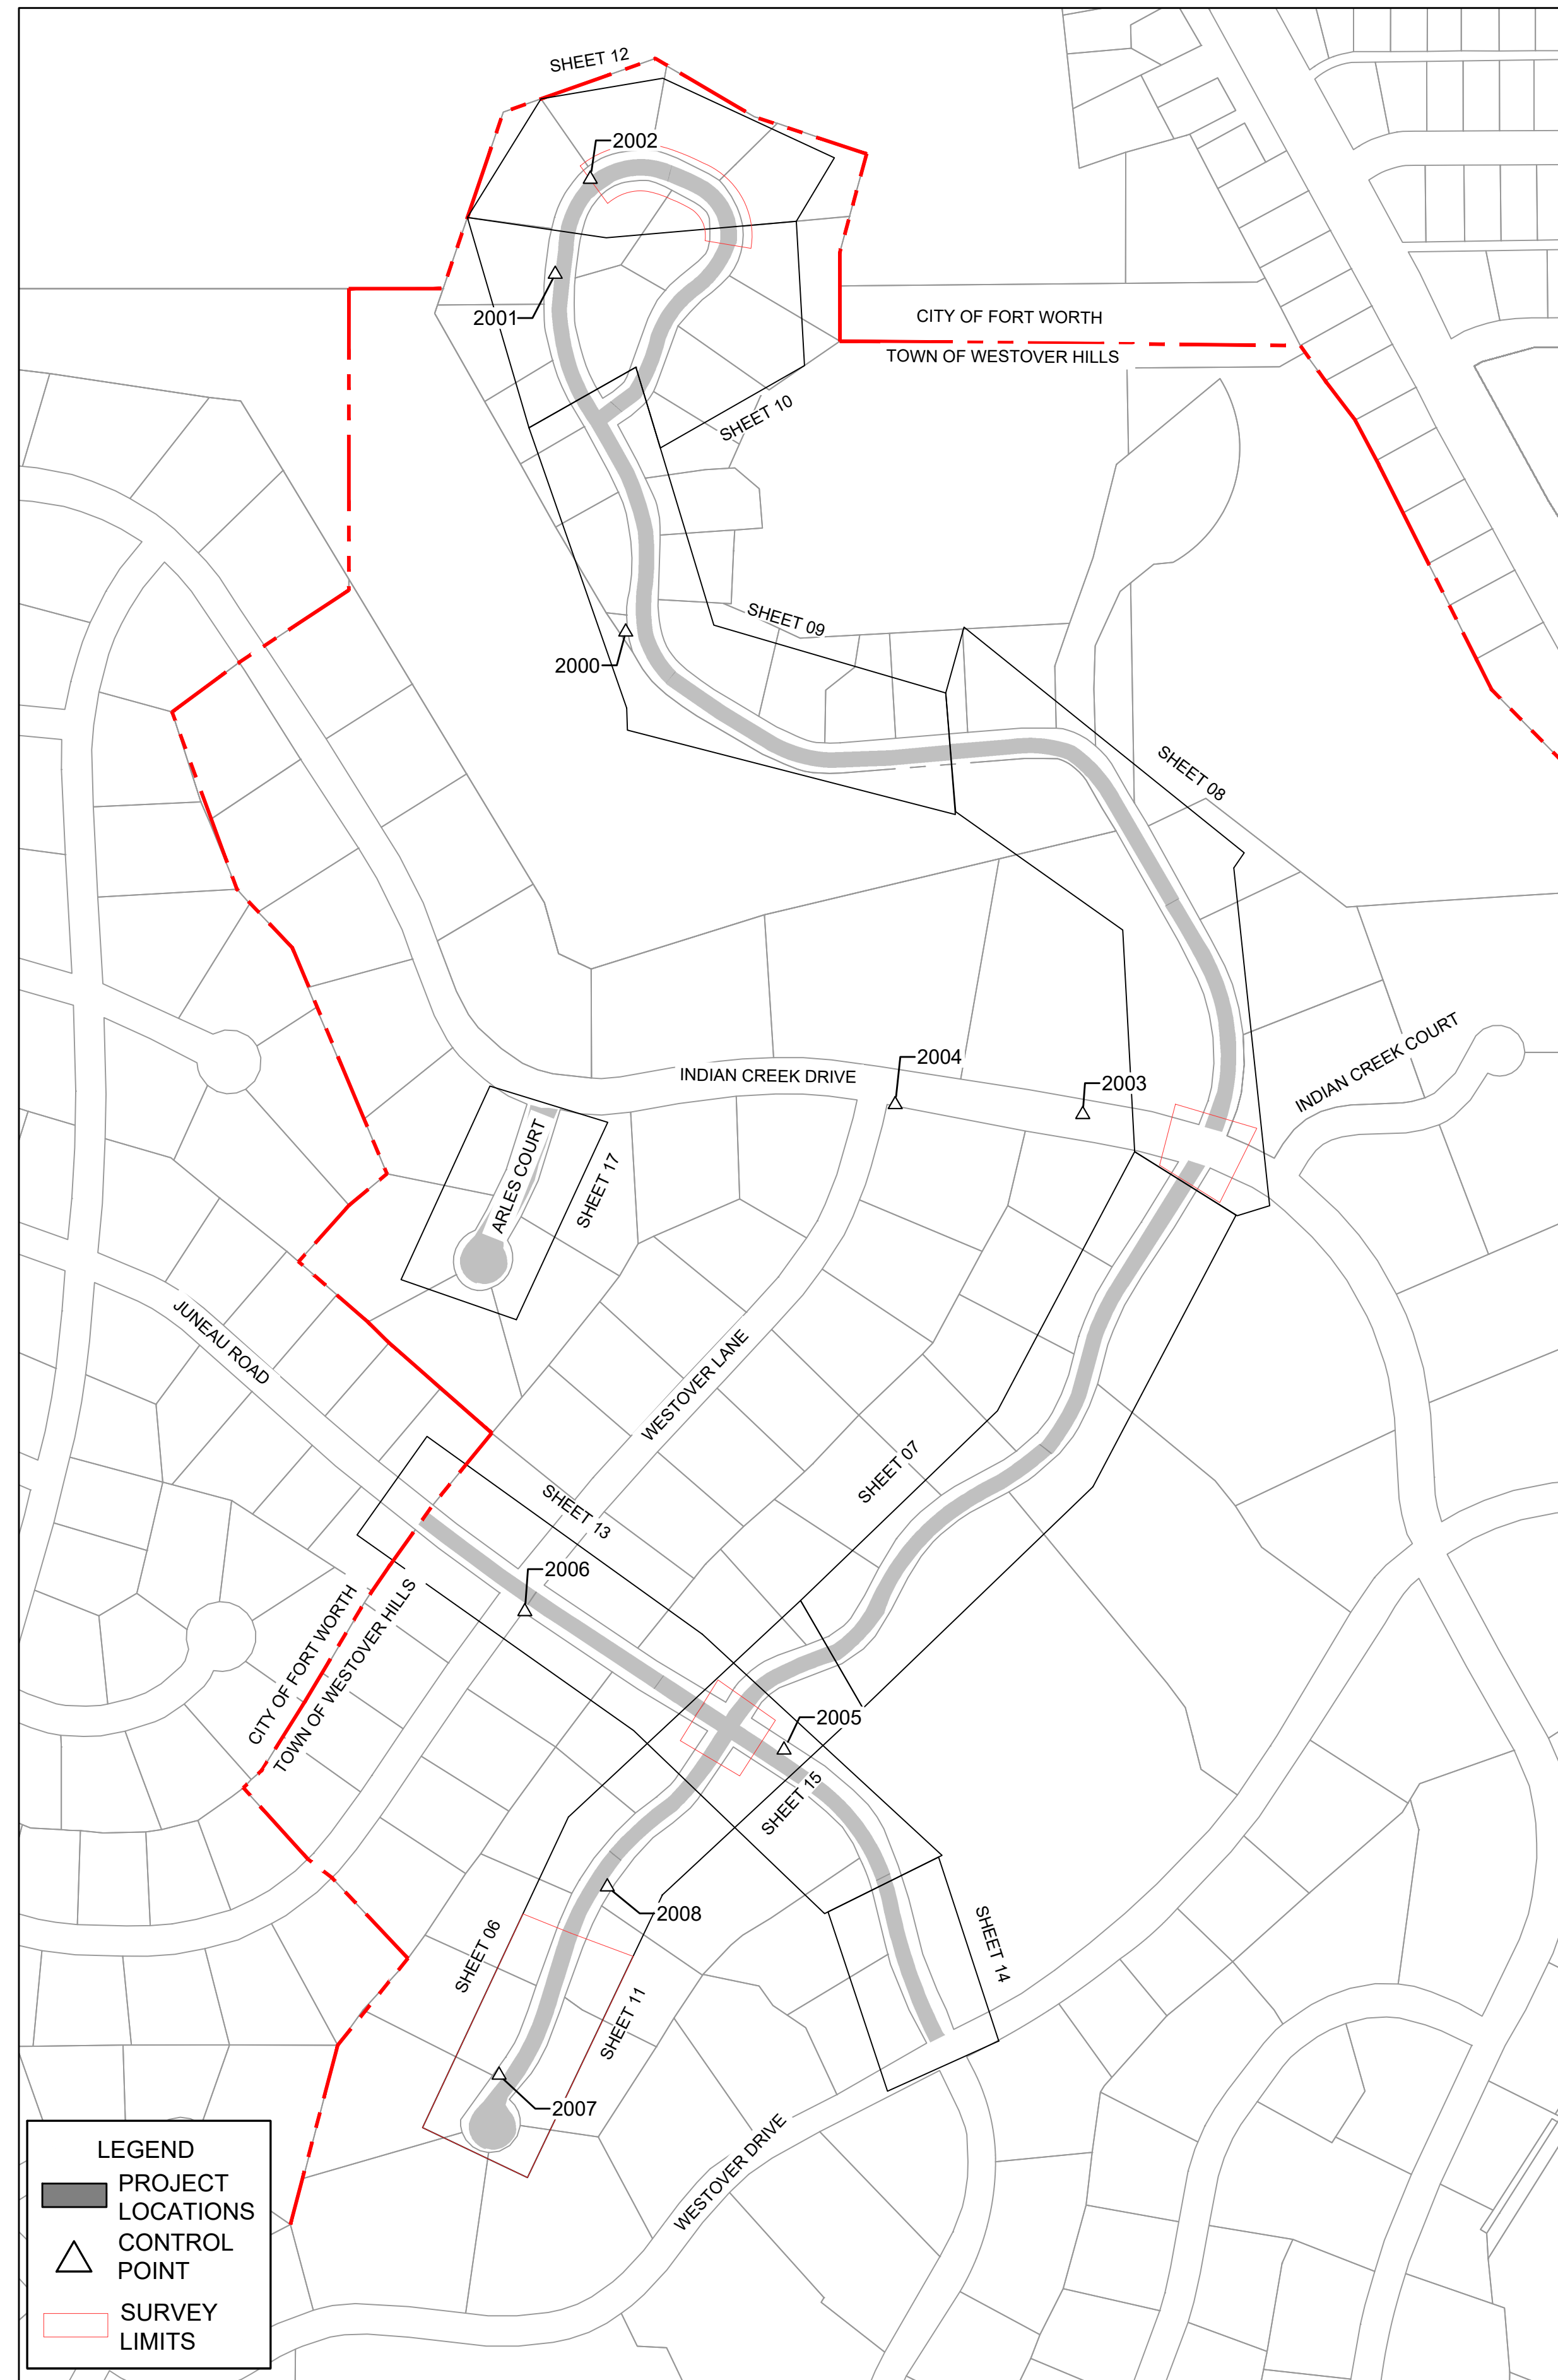 SHEET 12
2002
2001
CITY OF FORT WORTH
TOWN OF WESTOVER HILLS
SHEET 10
SHEET 09
2000
SHEET 08
INDIAN CREEK COURT
2004
INDIAN CREEK DRIVE
2003
ARLES COURT
SHEET 17
JUNEAU ROAD
WESTOVER LANE
SHEET 07
SHEET 13
2006
CITY OF FORT WORTH
TOWN OF WESTOVER HILLS
2005
SHEET 15
2008
SHEET 06
SHEET 14
SHEET 11
2007
WESTOVER DRIVE
LEGEND
PROJECT
LOCATIONS
CONTROL
POINT
SURVEY
LIMITS